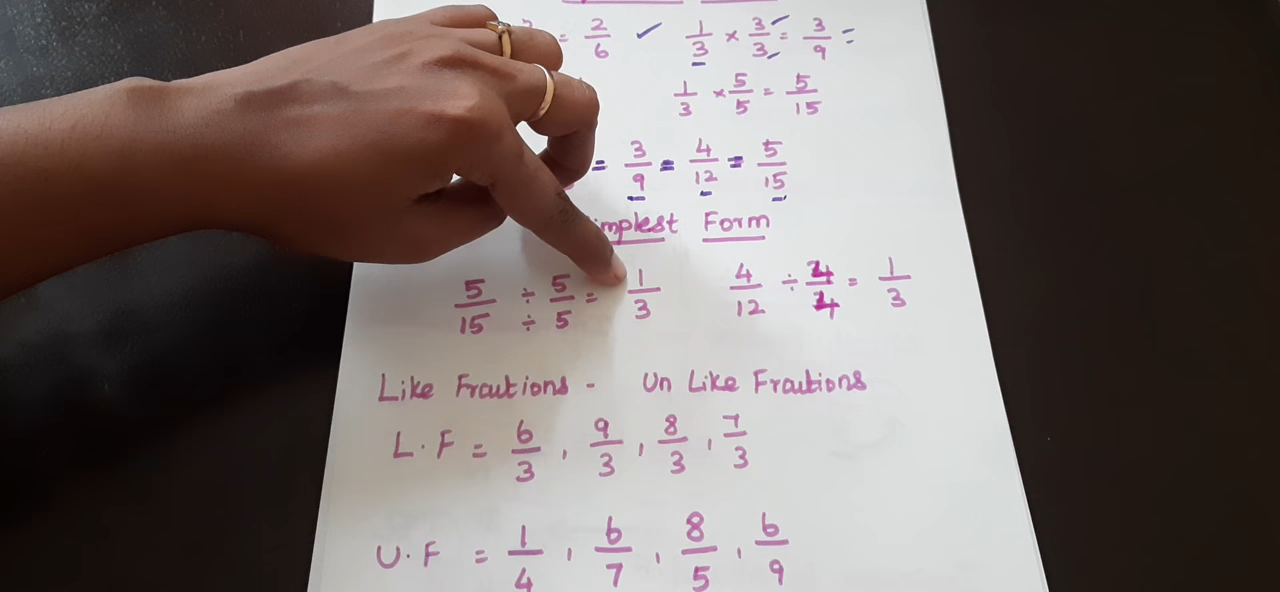 = 2/6 ✓ 1/3 × 3/3 = 3/9 =
1/3 × 5/5 = 5/15
= 3/9 = 4/12 = 5/15
Form
5/15 ÷ 5/5 = 1/3 4/12 ÷ 4/4 = 1/3
Like Fractions - Un Like Fractions
L.F = 6/3, 9/3, 8/3, 7/3
U.F = 1/4, 6/7, 8/5, 6/9